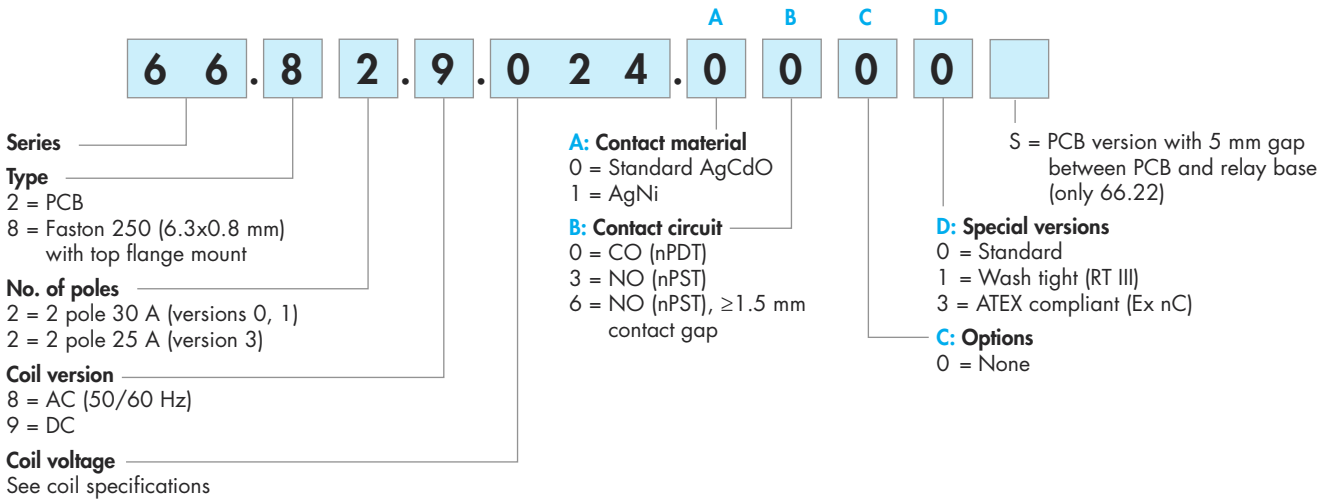 A B C D
6 6 . 8 2 . 9 . 0 2 4 . 0 0 0 0
Series
Type
2 = PCB
8 = Faston 250 (6.3x0.8 mm)
with top flange mount
No. of poles
2 = 2 pole 30 A (versions 0, 1)
2 = 2 pole 25 A (version 3)
Coil version
8 = AC (50/60 Hz)
9 = DC
Coil voltage
See coil specifications
A: Contact material
0 = Standard AgCdO
1 = AgNi
B: Contact circuit
0 = CO (nPDT)
3 = NO (nPST)
6 = NO (nPST), ≥1.5 mm
contact gap
S = PCB version with 5 mm gap
between PCB and relay base
(only 66.22)
D: Special versions
0 = Standard
1 = Wash tight (RT III)
3 = ATEX compliant (Ex nC)
C: Options
0 = None